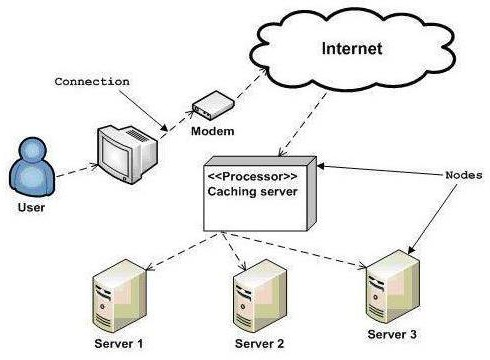 Internet
Connection
Modem
<<Processor>>
Caching server
Nodes
User
Server 1
Server 2
Server 3